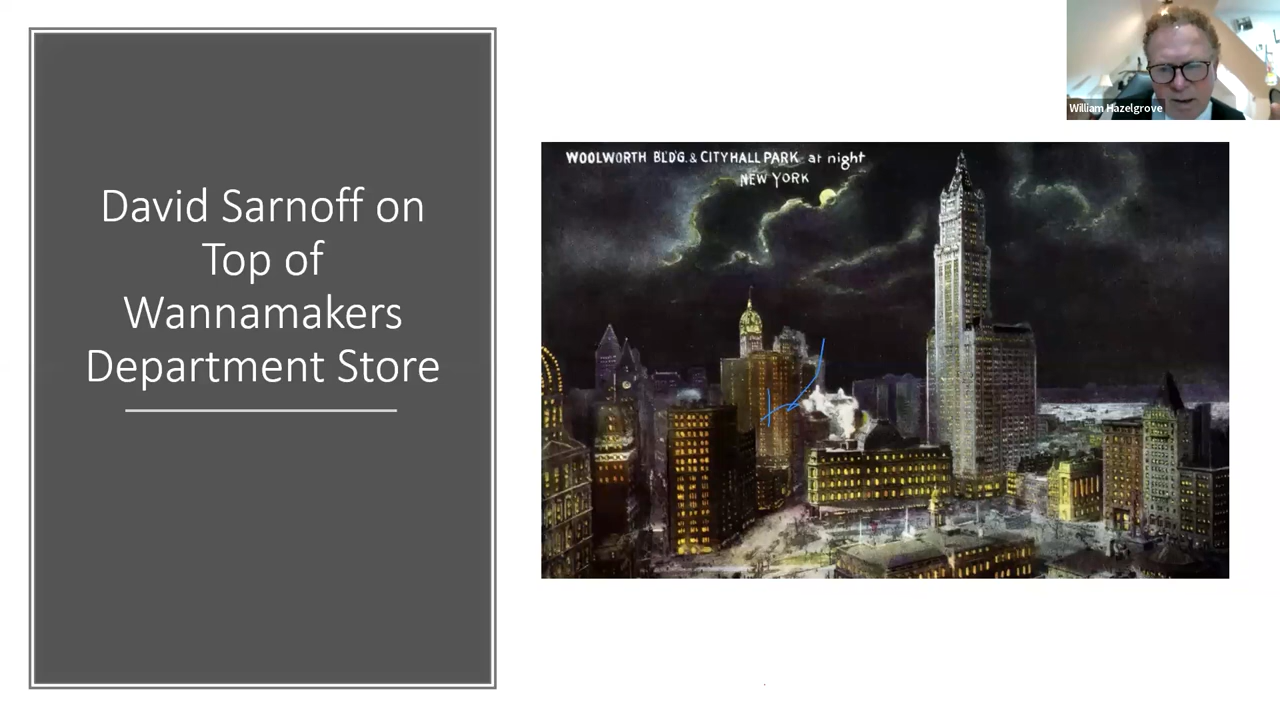 David Sarnoff on
Top of
Wannamakers
Department Store
William Hazelgrove
WOOLWORTH BLDG. & CITY HALL PARK at night
NEW YORK